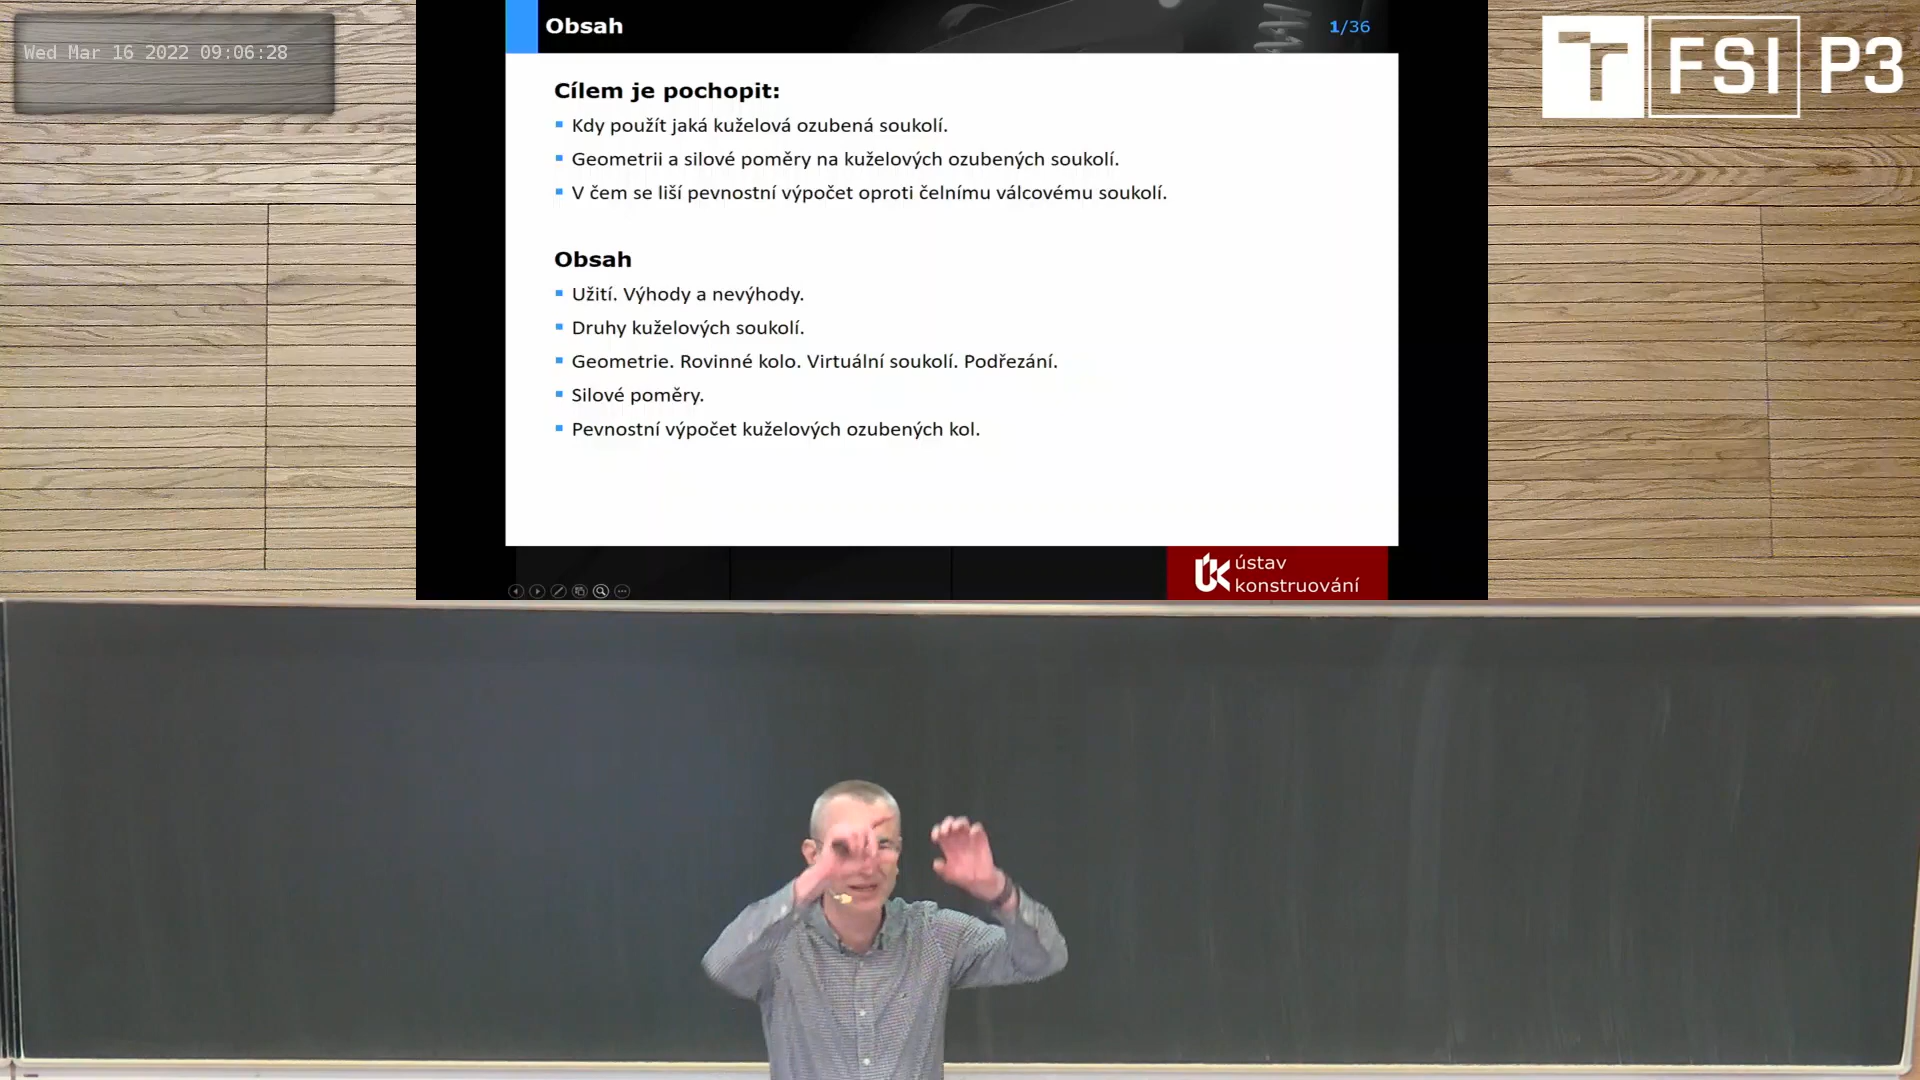 Wed Mar 16 2022 09:06:28
Obsah
1/36
FSI P3
Cílem je pochopit:
Kdy použít jaká kuželová ozubená soukolí.
Geometrii a silové poměry na kuželových ozubených soukolí.
V čem se liší pevnostní výpočet oproti čelnímu válcovému soukolí.
Obsah
Užití. Výhody a nevýhody.
Druhy kuželových soukolí.
Geometrie. Rovinné kolo. Virtuální soukolí. Podřezání.
Silové poměry.
Pevnostní výpočet kuželových ozubených kol.
ústav
konstruování